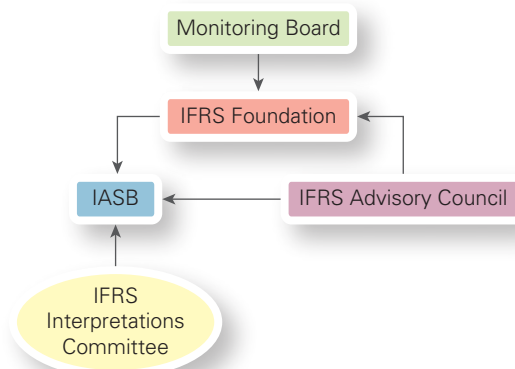 Monitoring Board
IFRS Foundation
IASB
IFRS Advisory Council
IFRS
Interpretations
Committee